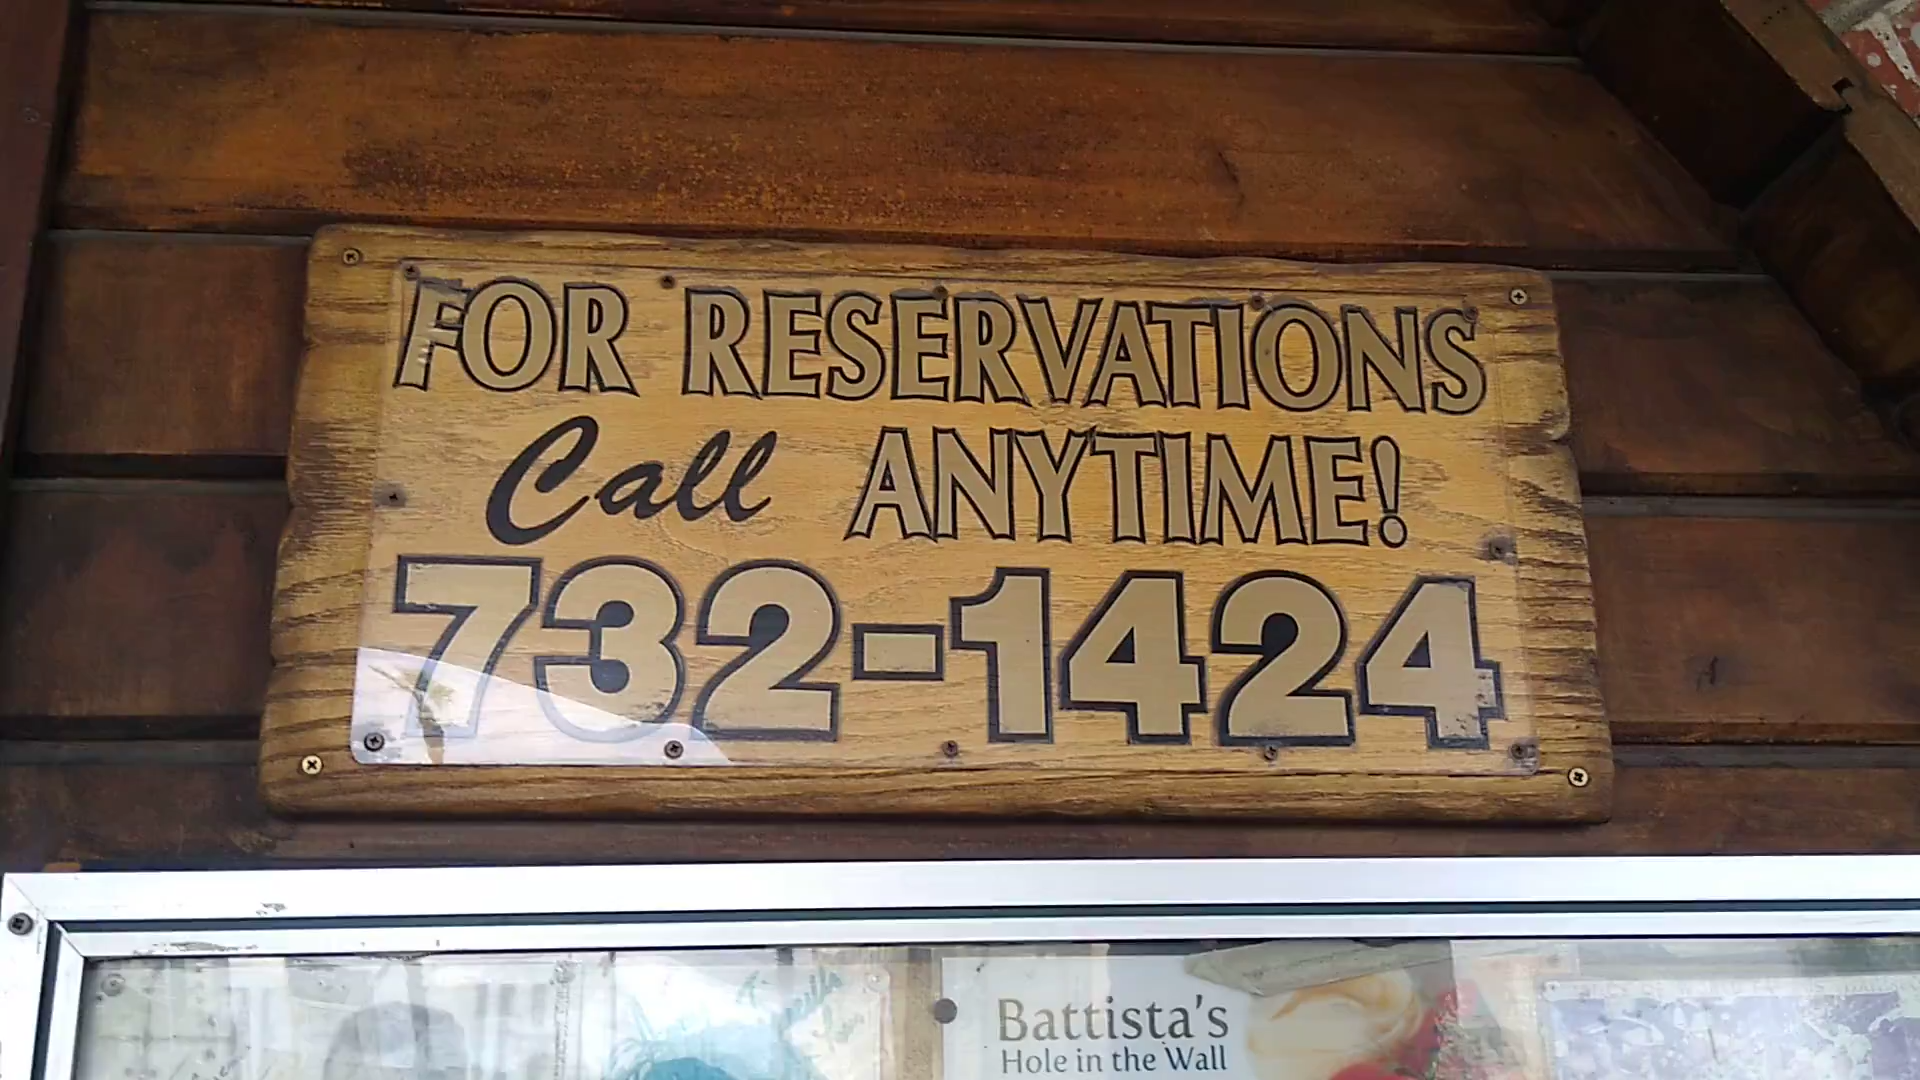 FOR RESERVATIONS
Call ANYTIME!
732-1424
Battista's
Hole in the Wall